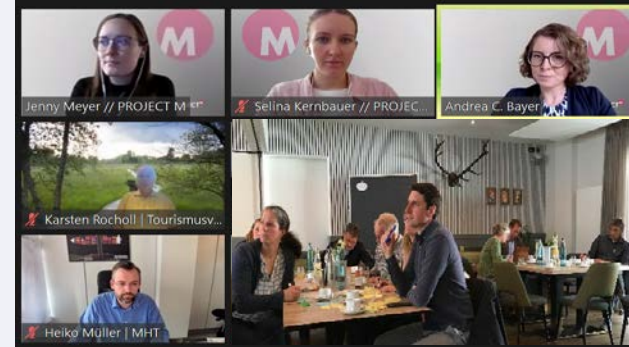 M
M
M
Jenny Meyer // PROJECT M
Selina Kernbauer // PROJEC...
Andrea C. Bayer
Karsten Rocholl | Tourismusv...
Heiko Müller | MHT